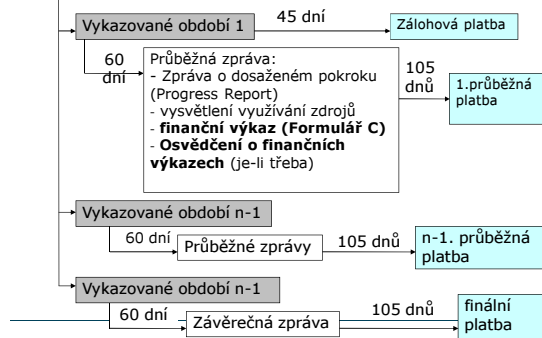 Vykazované období 1
45 dní
Zálohová platba
60
dní
Průběžná zpráva:
- Zpráva o dosaženém pokroku
(Progress Report)
- vysvětlení využívání zdrojů
- finanční výkaz (Formulář C)
- Osvědčení o finančních
výkazech (je-li třeba)
105
dnů
1.průběžná
platba
Vykazované období n-1
60 dní
Průběžné zprávy
105 dnů
n-1. průběžná
platba
Vykazované období n-1
60 dní
Závěrečná zpráva
105 dnů
finální
platba